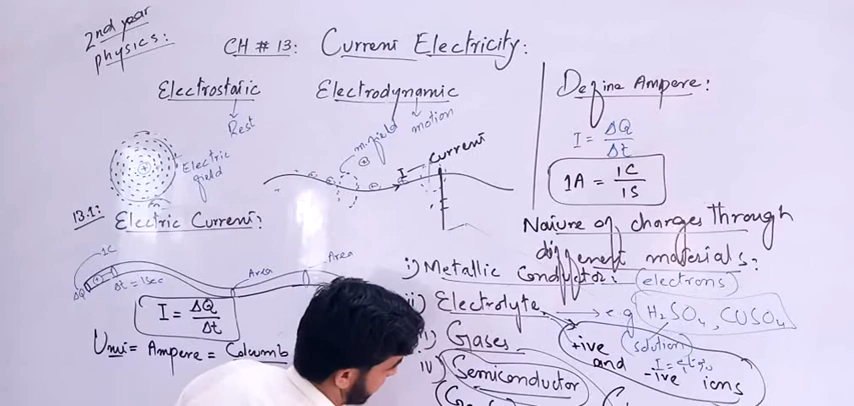 2nd year
physics:
CH # 13: Current Electricity:
Electrostatic
Rest
Electric
field
Electrodynamic
motion
m.field
I
current
13.1: Electric Current:
1C
ΔQ
Δt = 1sec
Area
Area
I = ΔQ/Δt
Unit = Ampere = Columb
Define Ampere:
I = ΔQ/Δt
1A = 1C/1S
Nature of charges through
different materials:
i) Metallic Conductor: (electrons)
ii) Electrolyte → e.g H₂SO₄, CUSO₄
(solution)
Gases
+ive
and
-ive ions
iv) Semiconductor